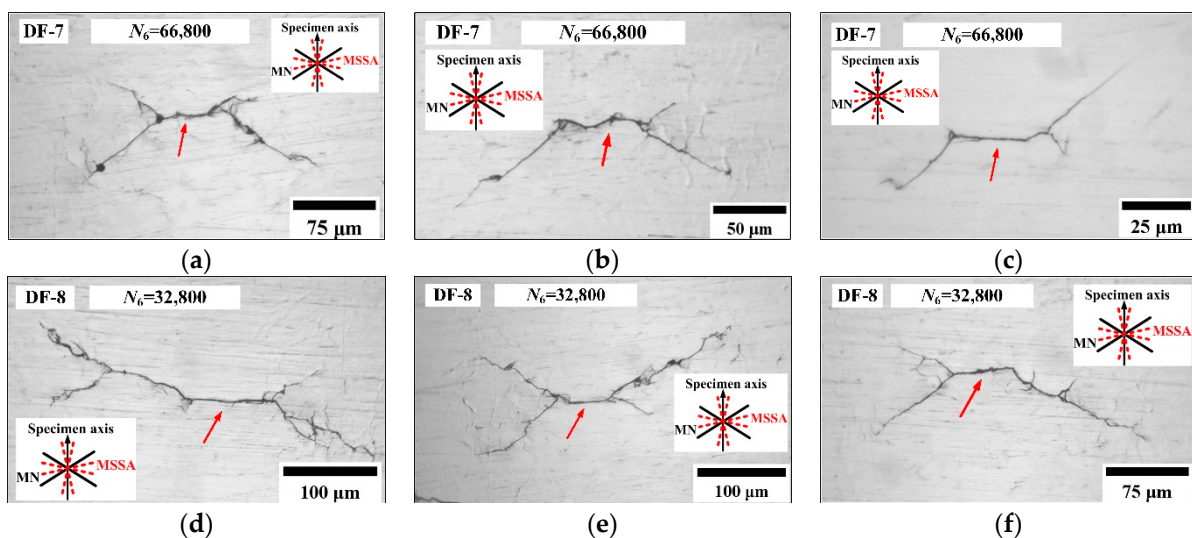 DF-7 N₆=66,800
Specimen axis
MN MSSA
75 μm
(a)
DF-7 N₆=66,800
Specimen axis
MN MSSA
50 μm
(b)
DF-7 N₆=66,800
Specimen axis
MN MSSA
25 μm
(c)
DF-8 N₆=32,800
Specimen axis
MN MSSA
100 μm
(d)
DF-8 N₆=32,800
Specimen axis
MN MSSA
100 μm
(e)
DF-8 N₆=32,800
Specimen axis
MN MSSA
75 μm
(f)